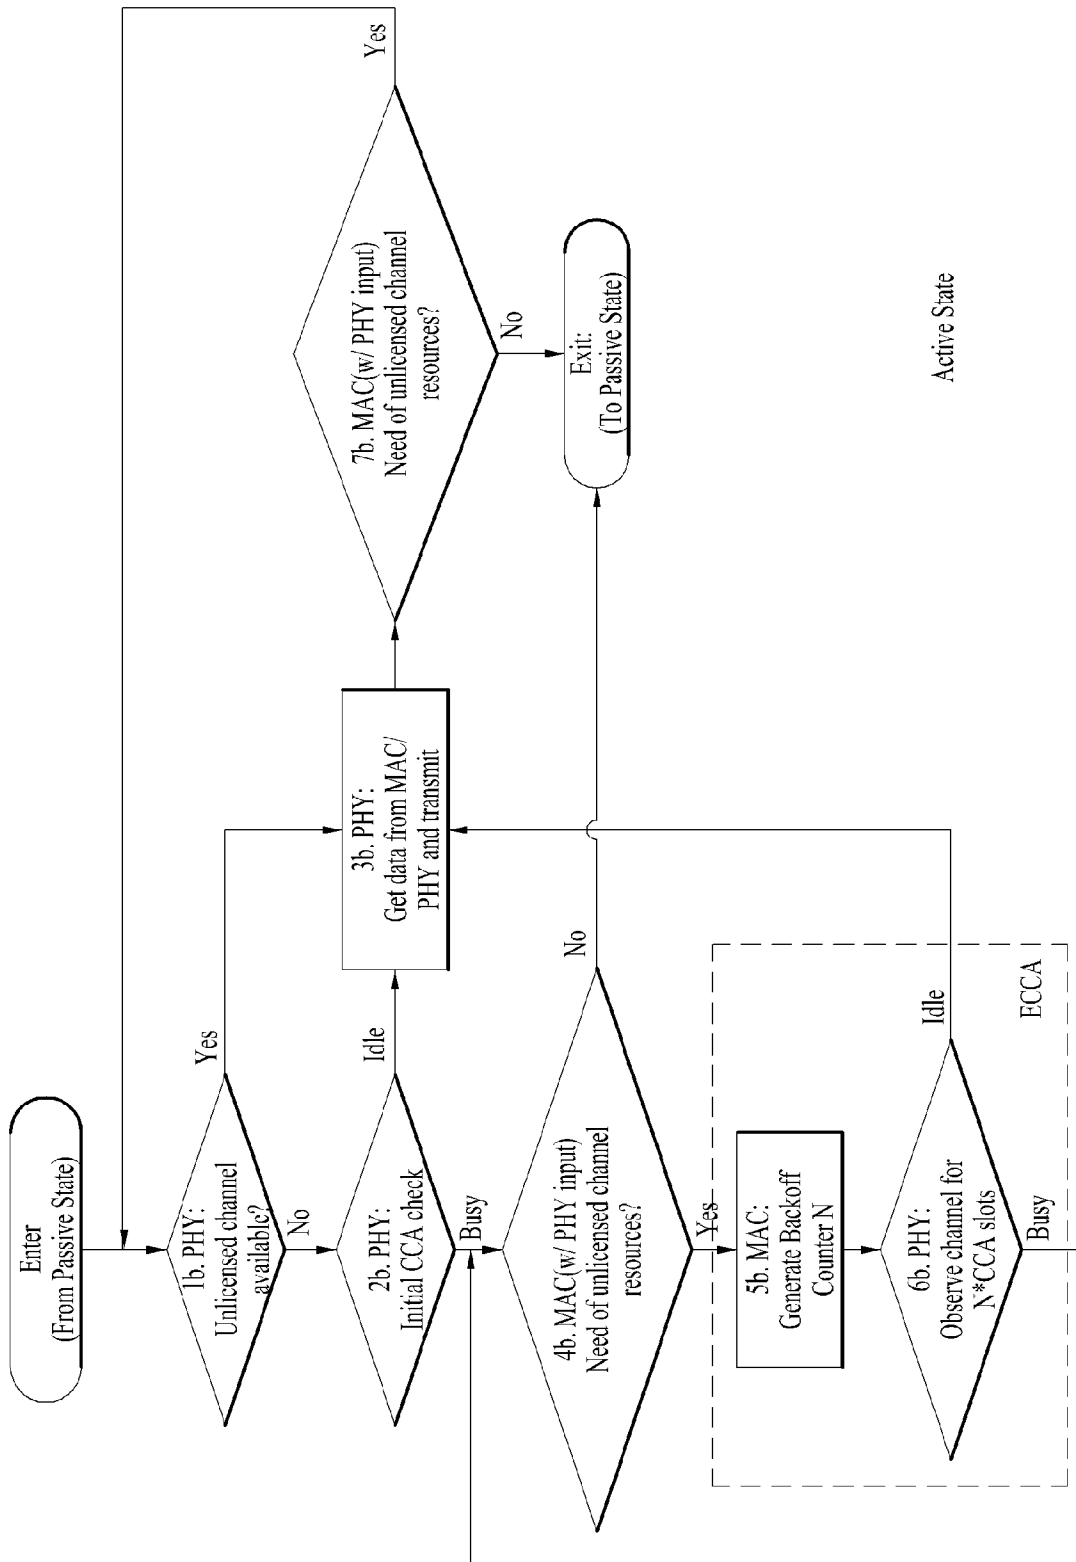 Enter
(From Passive State)
1b. PHY:
Unlicensed channel
available?
Yes
No
2b. PHY:
Initial CCA check
Idle
Busy
3b. PHY:
Get data from MAC/
PHY and transmit
7b. MAC(w/ PHY input)
Need of unlicensed channel
resources?
Yes
No
Exit:
(To Passive State)
4b. MAC(w/ PHY input)
Need of unlicensed channel
resources?
No
Yes
5b. MAC:
Generate Backoff
Counter N
6b. PHY:
Observe channel for
N*CCA slots
Idle
Busy
ECCA
Active State